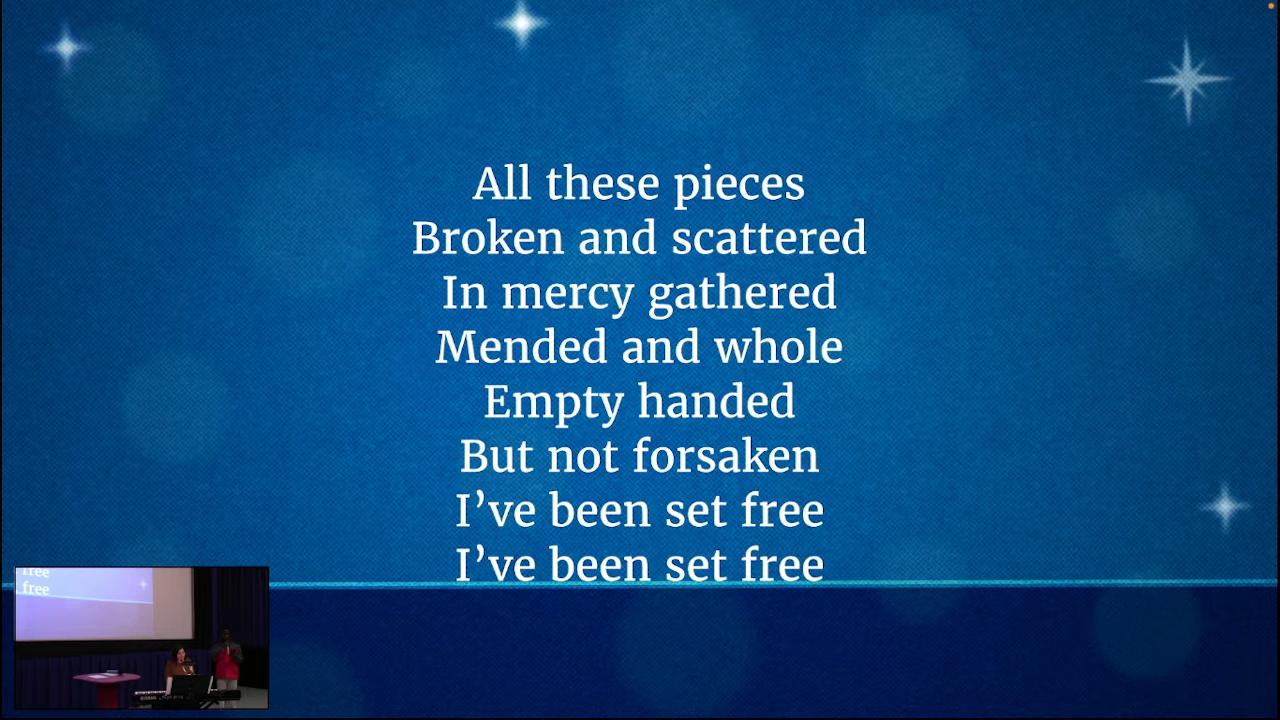 All these pieces
Broken and scattered
In mercy gathered
Mended and whole
Empty handed
But not forsaken
I’ve been set free
I’ve been set free
free
free